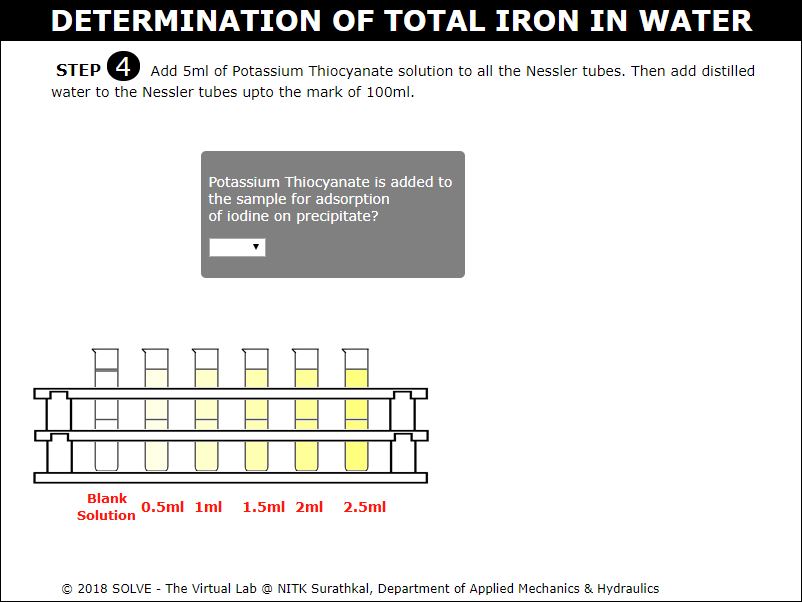 DETERMINATION OF TOTAL IRON IN WATER
STEP 4 Add 5ml of Potassium Thiocyanate solution to all the Nessler tubes. Then add distilled
water to the Nessler tubes upto the mark of 100ml.
Potassium Thiocyanate is added to
the sample for adsorption
of iodine on precipitate?
Blank
Solution 0.5ml 1ml 1.5ml 2ml 2.5ml
© 2018 SOLVE - The Virtual Lab @ NITK Surathkal, Department of Applied Mechanics & Hydraulics